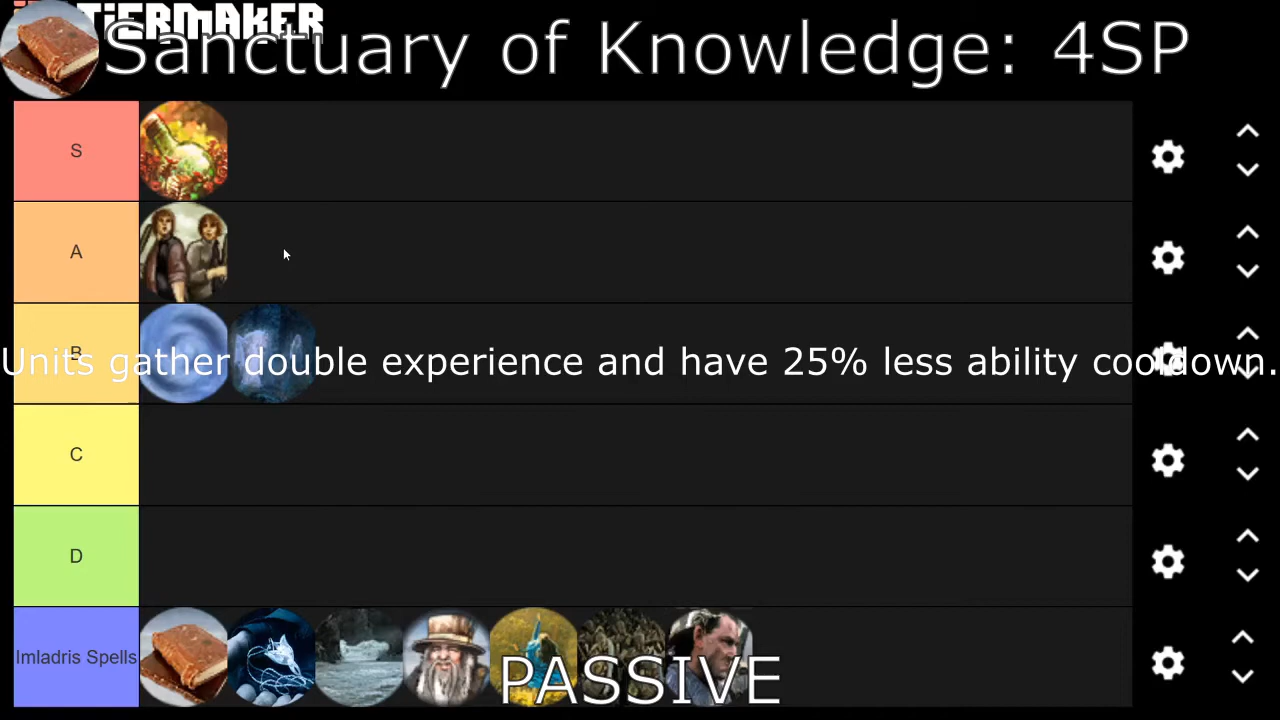 TIERMAKER
Sanctuary of Knowledge: 4SP
S
A
B
Units gather double experience and have 25% less ability cooldown.
C
D
Imladris Spells
PASSIVE